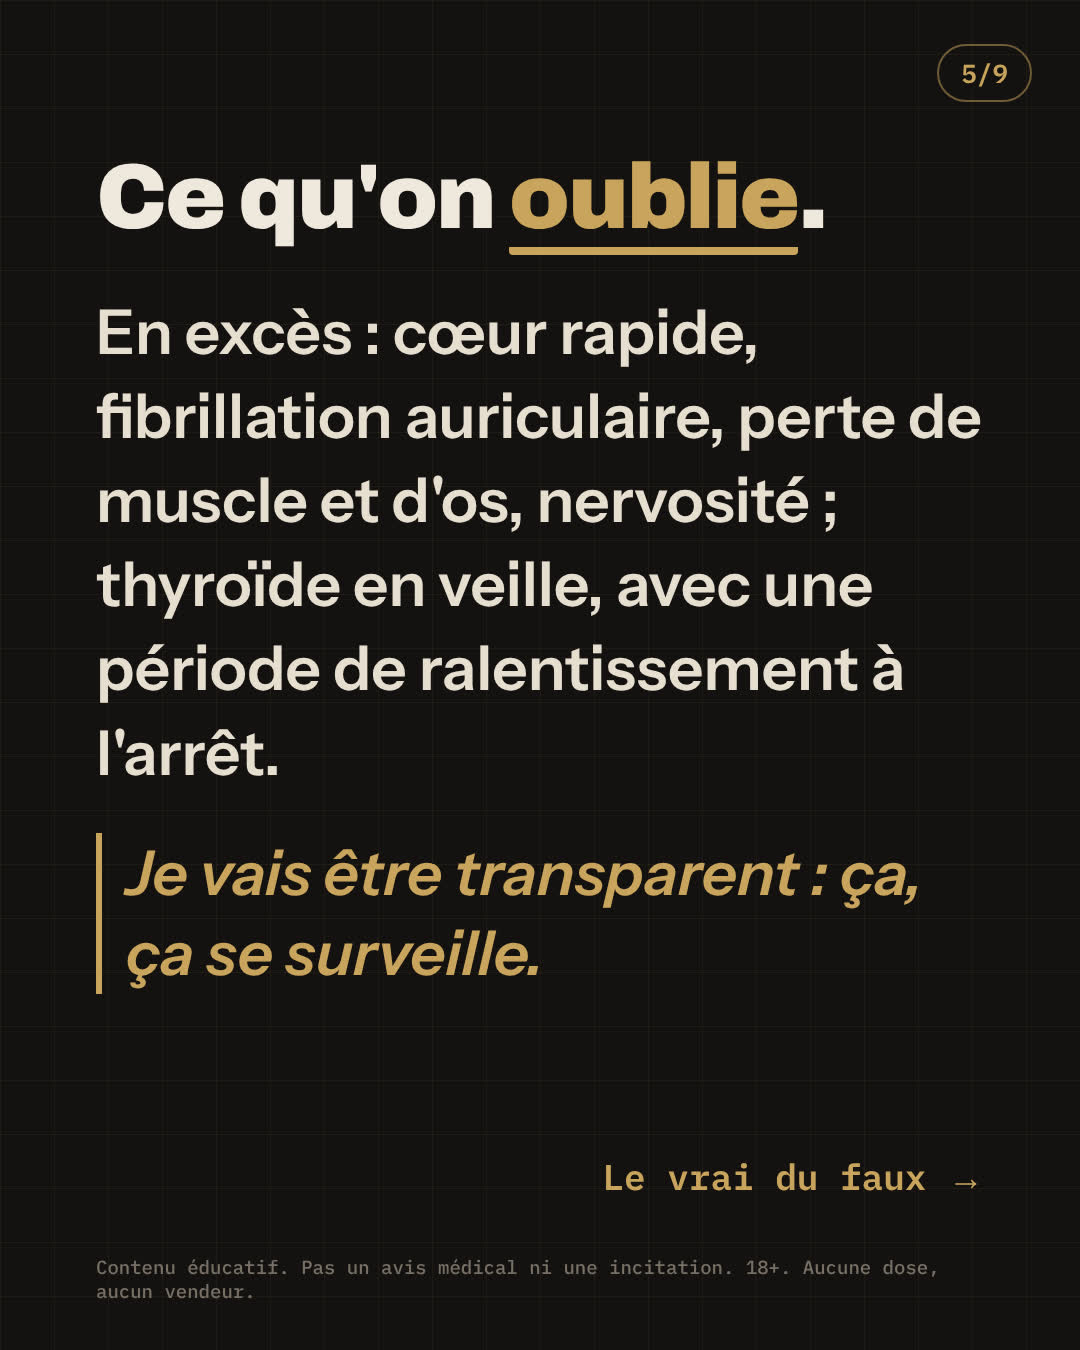 5/9
Ce qu'on oublie.
En excès : cœur rapide,
fibrillation auriculaire, perte de
muscle et d'os, nervosité ;
thyroïde en veille, avec une
période de ralentissement à
l'arrêt.
Je vais être transparent : ça,
ça se surveille.
Le vrai du faux →
Contenu éducatif. Pas un avis médical ni une incitation. 18+. Aucune dose,
aucun vendeur.